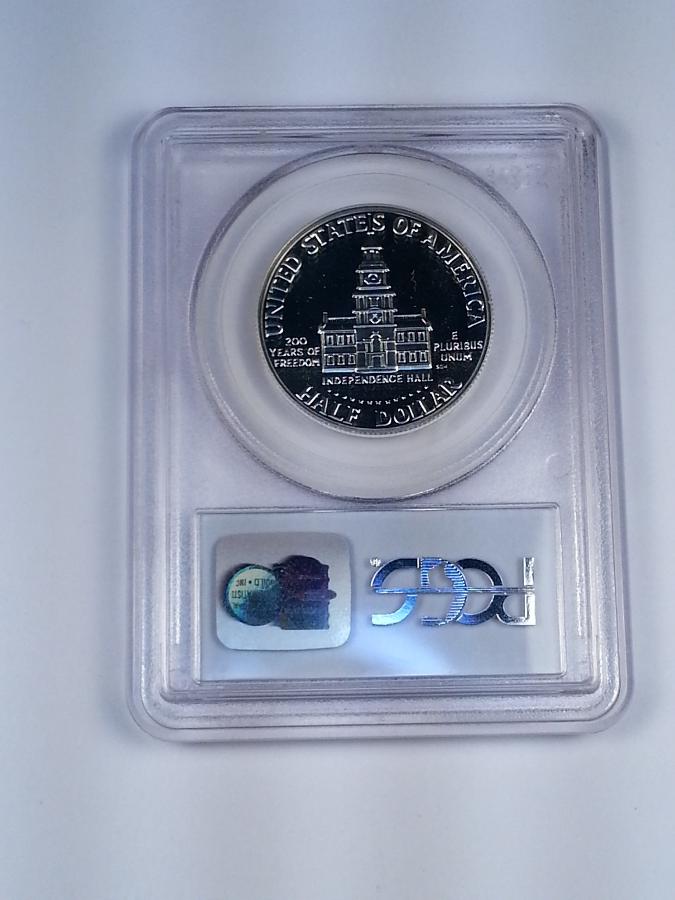 UNITED STATES OF AMERICA
200
YEARS OF
FREEDOM
E
PLURIBUS
UNUM
INDEPENDENCE HALL
HALF DOLLAR
PCGS